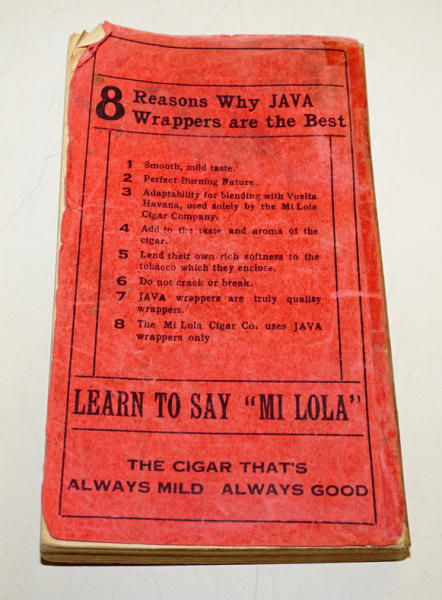 8 Reasons Why JAVA
Wrappers are the Best
1 Smooth, mild taste.
2 Perfect Burning Nature.
3 Adaptability for blending with Vuelta
Havana, used solely by the Mi Lola
Cigar Company.
4 Add to the taste and aroma of the
cigar.
5 Lend their own rich softness to the
tobacco which they enclose.
6 Do not crack or break.
7 JAVA wrappers are truly quality
wrappers.
8 The Mi Lola Cigar Co. uses JAVA
wrappers only
LEARN TO SAY "MI LOLA"
THE CIGAR THAT'S
ALWAYS MILD ALWAYS GOOD